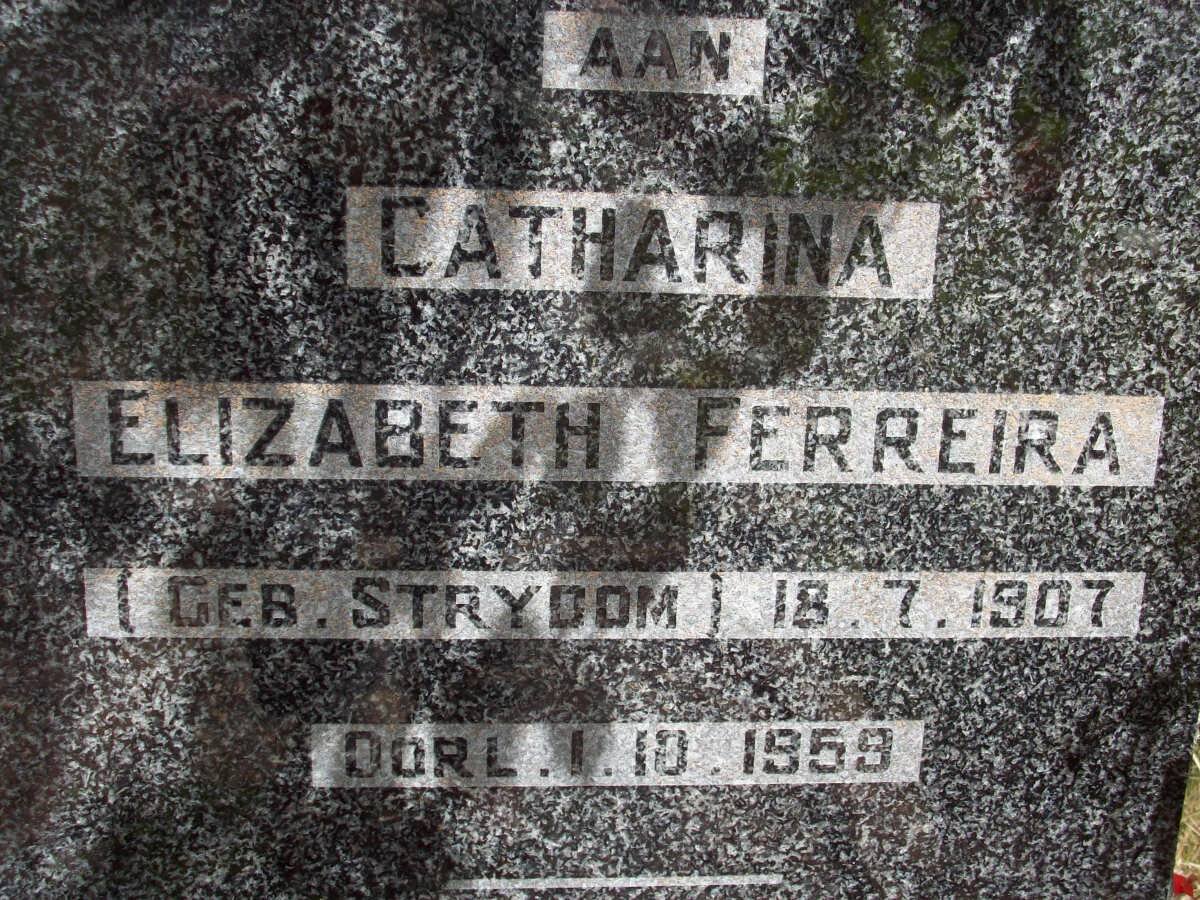 AAN
CATHARINA
ELIZABETH FERREIRA
(GEB. STRYDOM) 18.7.1907
OORL.1.10.1959